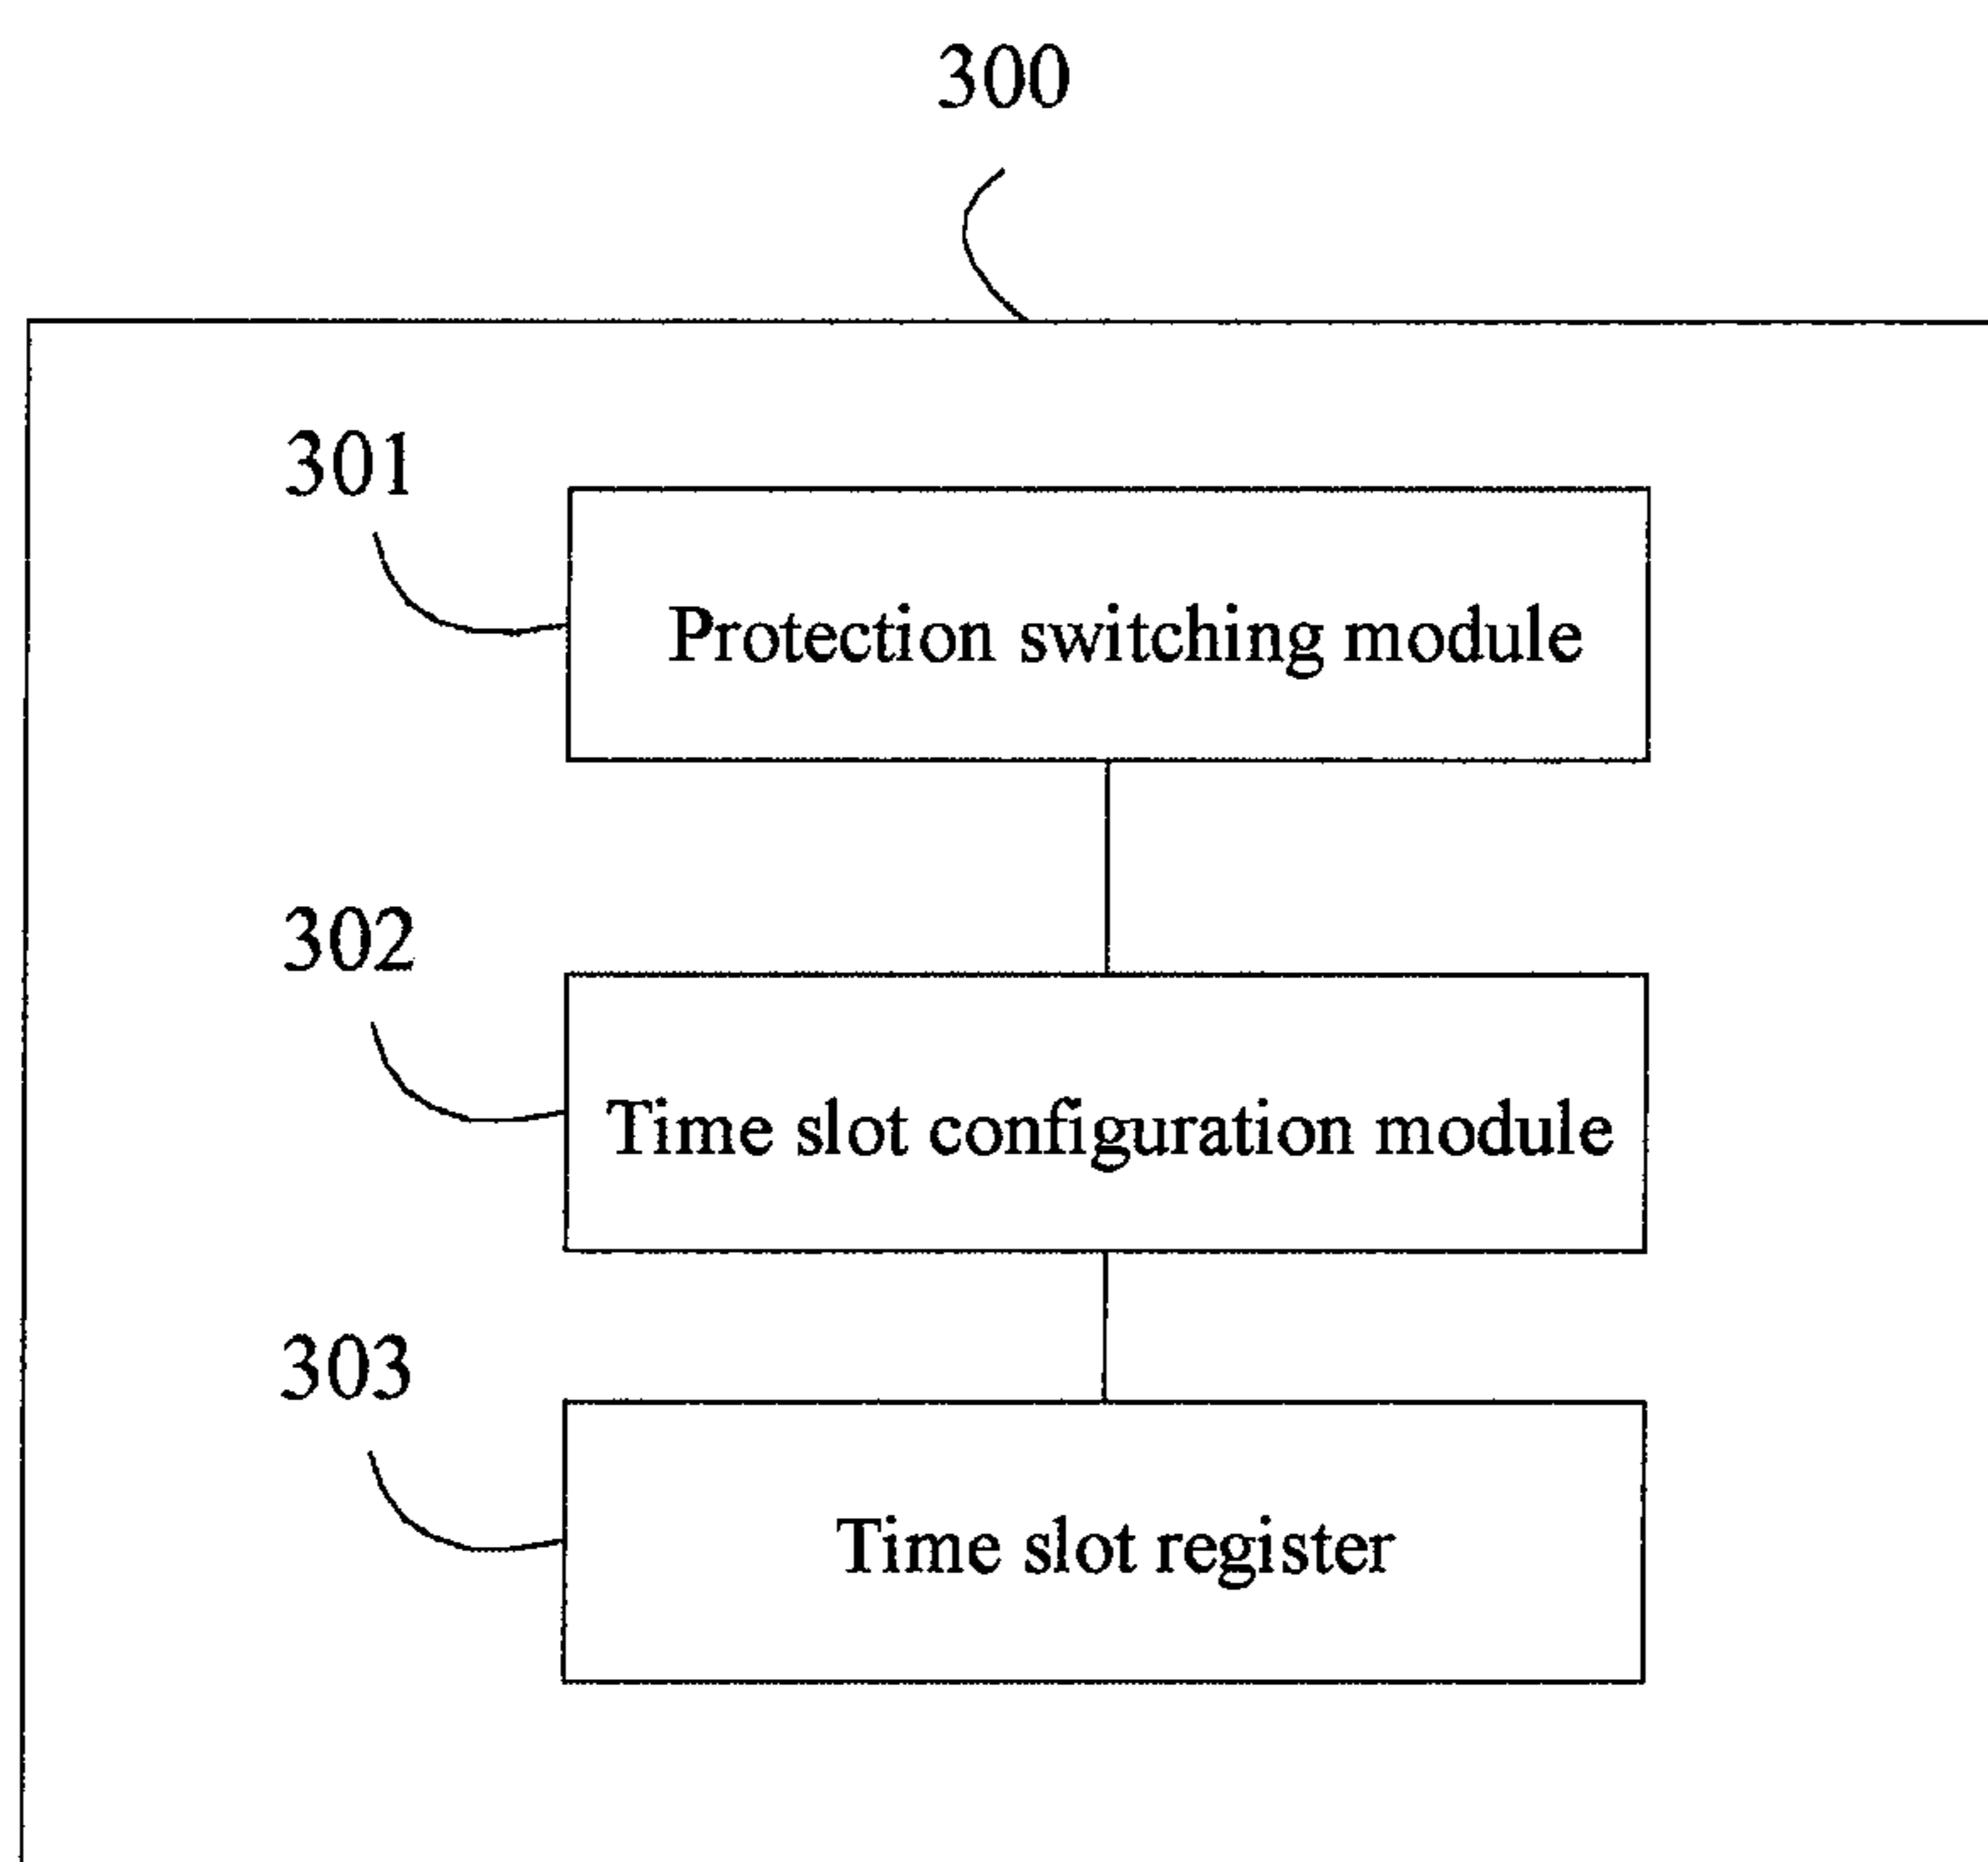 300
301
Protection switching module
302
Time slot configuration module
303
Time slot register